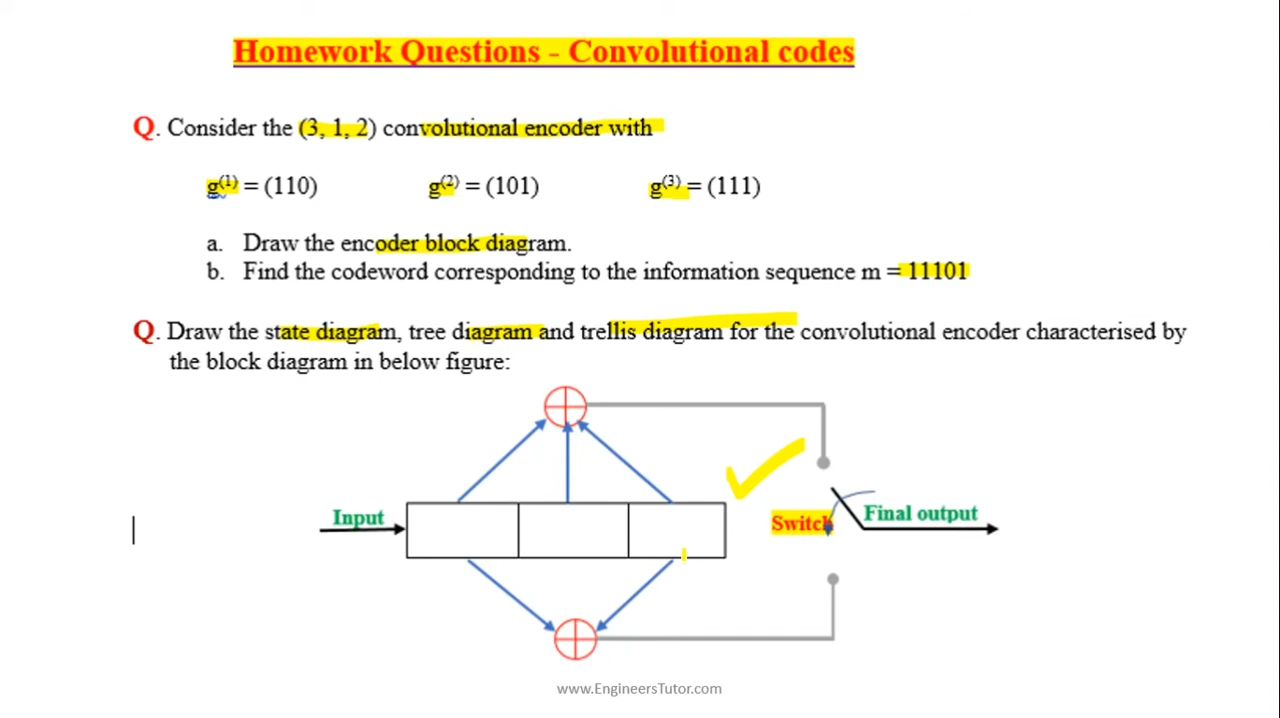 Homework Questions - Convolutional codes
Q. Consider the (3, 1, 2) convolutional encoder with
g(1) = (110) g(2) = (101) g(3) = (111)
a. Draw the encoder block diagram.
b. Find the codeword corresponding to the information sequence m = 11101
Q. Draw the state diagram, tree diagram and trellis diagram for the convolutional encoder characterised by
the block diagram in below figure:
Input
Switch
Final output
www.EngineersTutor.com